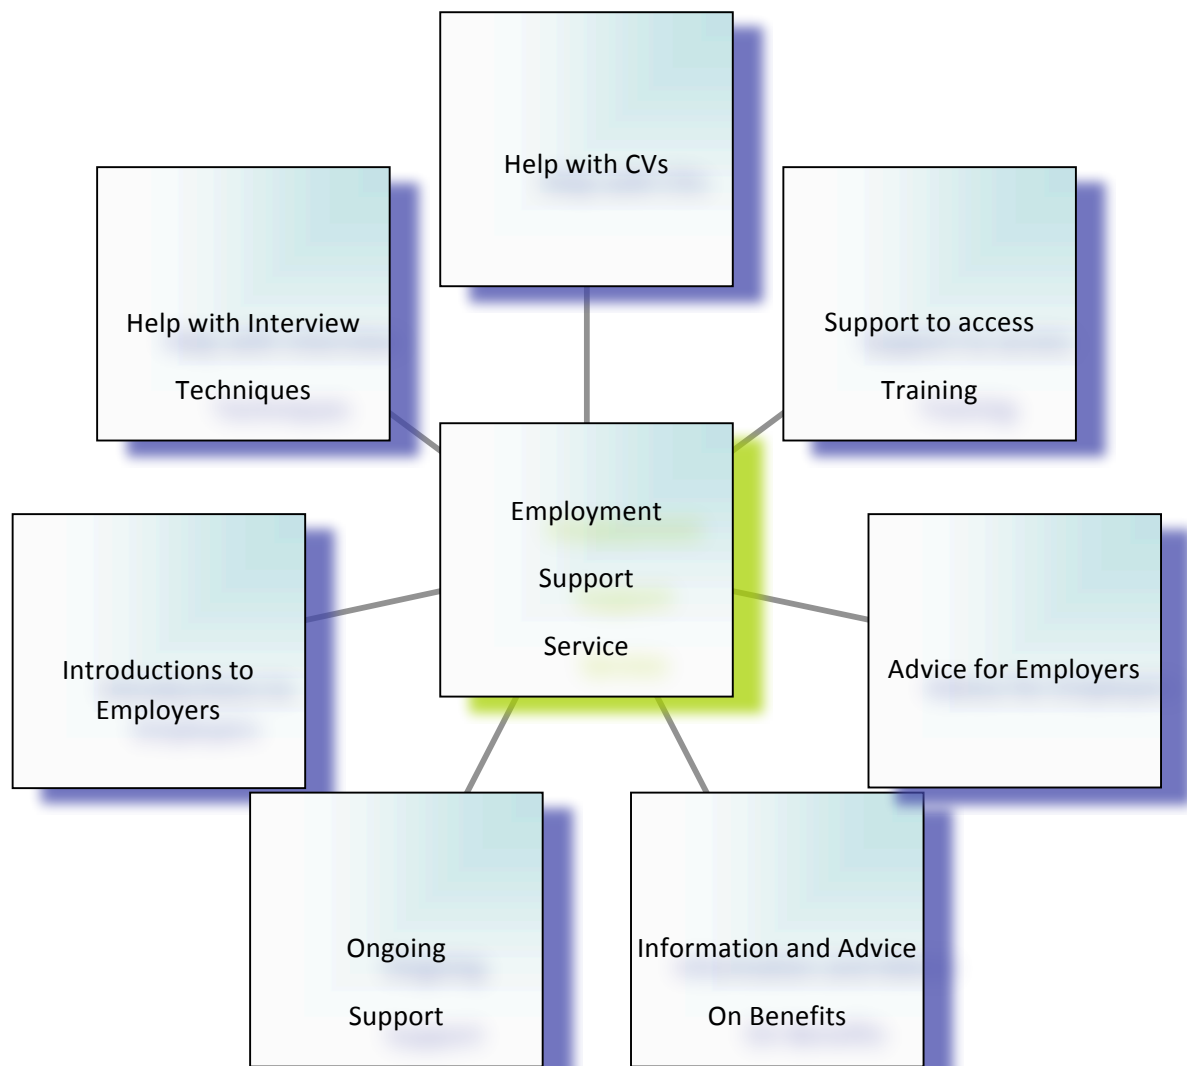 Help with CVs
Help with Interview
Techniques
Support to access
Training
Employment
Support
Service
Introductions to
Employers
Advice for Employers
Ongoing
Support
Information and Advice
On Benefits